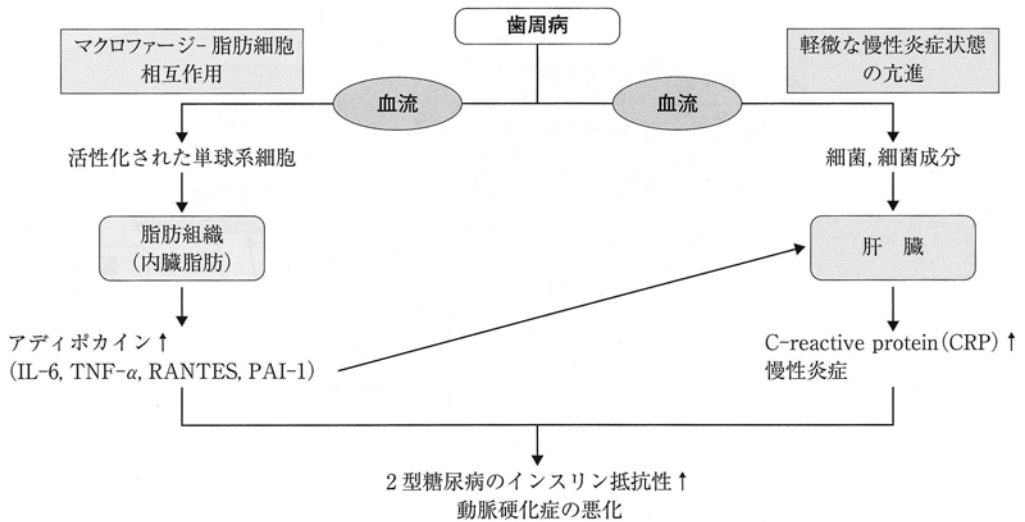 歯周病
マクロファージ-脂肪細胞
相互作用
軽微な慢性炎症状態
の亢進
血流
血流
活性化された単球系細胞
細菌, 細菌成分
脂肪組織
(内臓脂肪)
肝 臓
アディポカイン↑
(IL-6, TNF-α, RANTES, PAI-1)
C-reactive protein(CRP)↑
慢性炎症
2型糖尿病のインスリン抵抗性↑
動脈硬化症の悪化